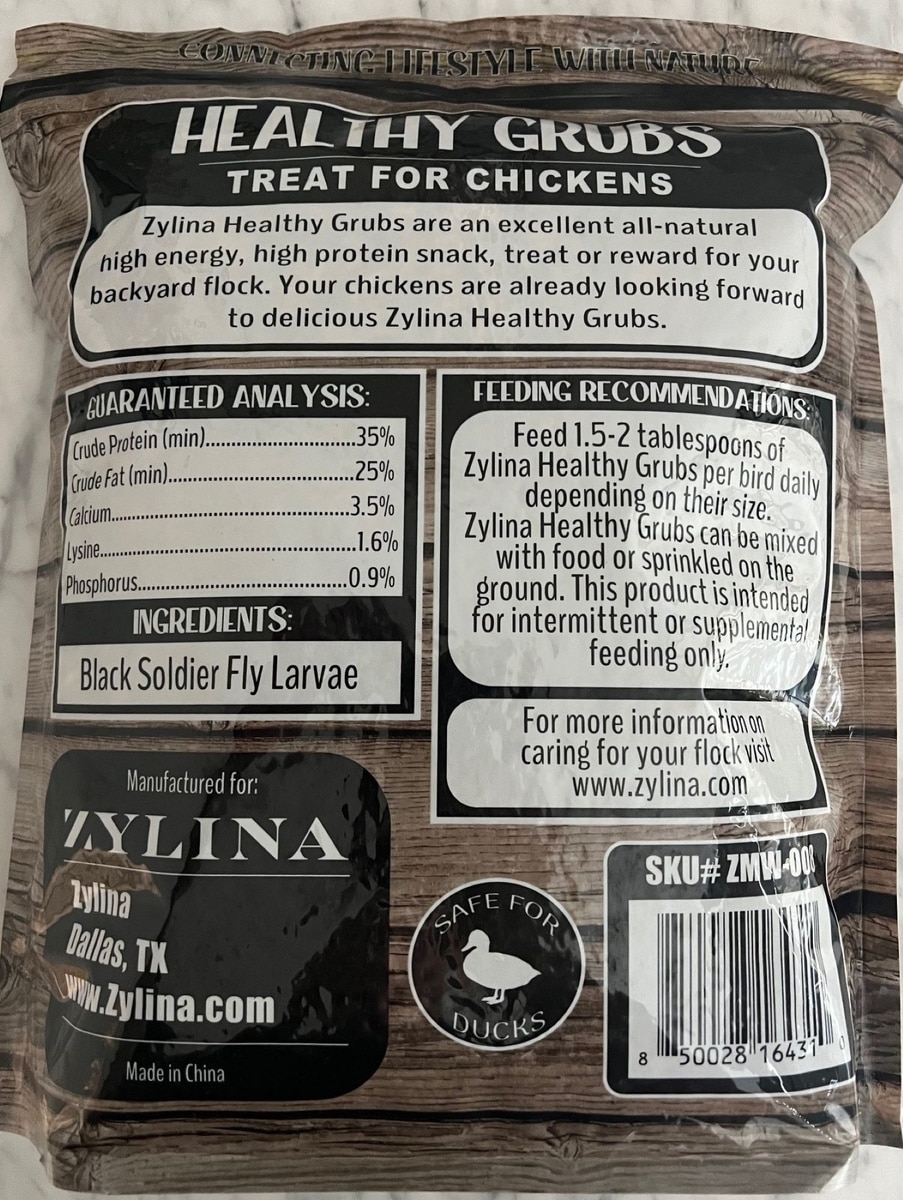 CONNECTING LIFESTYLE WITH NATURE
HEALTHY GRUBS
TREAT FOR CHICKENS
Zylina Healthy Grubs are an excellent all-natural
high energy, high protein snack, treat or reward for your
backyard flock. Your chickens are already looking forward
to delicious Zylina Healthy Grubs.
GUARANTEED ANALYSIS:
Crude Protein (min)..............................35%
Crude Fat (min)......................................25%
Calcium................................................3.5%
Lysine...................................................1.6%
Phosphorus..........................................0.9%
INGREDIENTS:
Black Soldier Fly Larvae
FEEDING RECOMMENDATIONS:
Feed 1.5-2 tablespoons of
Zylina Healthy Grubs per bird daily
depending on their size.
Zylina Healthy Grubs can be mixed
with food or sprinkled on the
ground. This product is intended
for intermittent or supplemental
feeding only.
For more information on
caring for your flock visit
www.zylina.com
Manufactured for:
ZYLINA
Zylina
Dallas, TX
www.Zylina.com
Made in China
SAFE FOR
DUCKS
SKU# ZMW-001
8 50028 16431 0